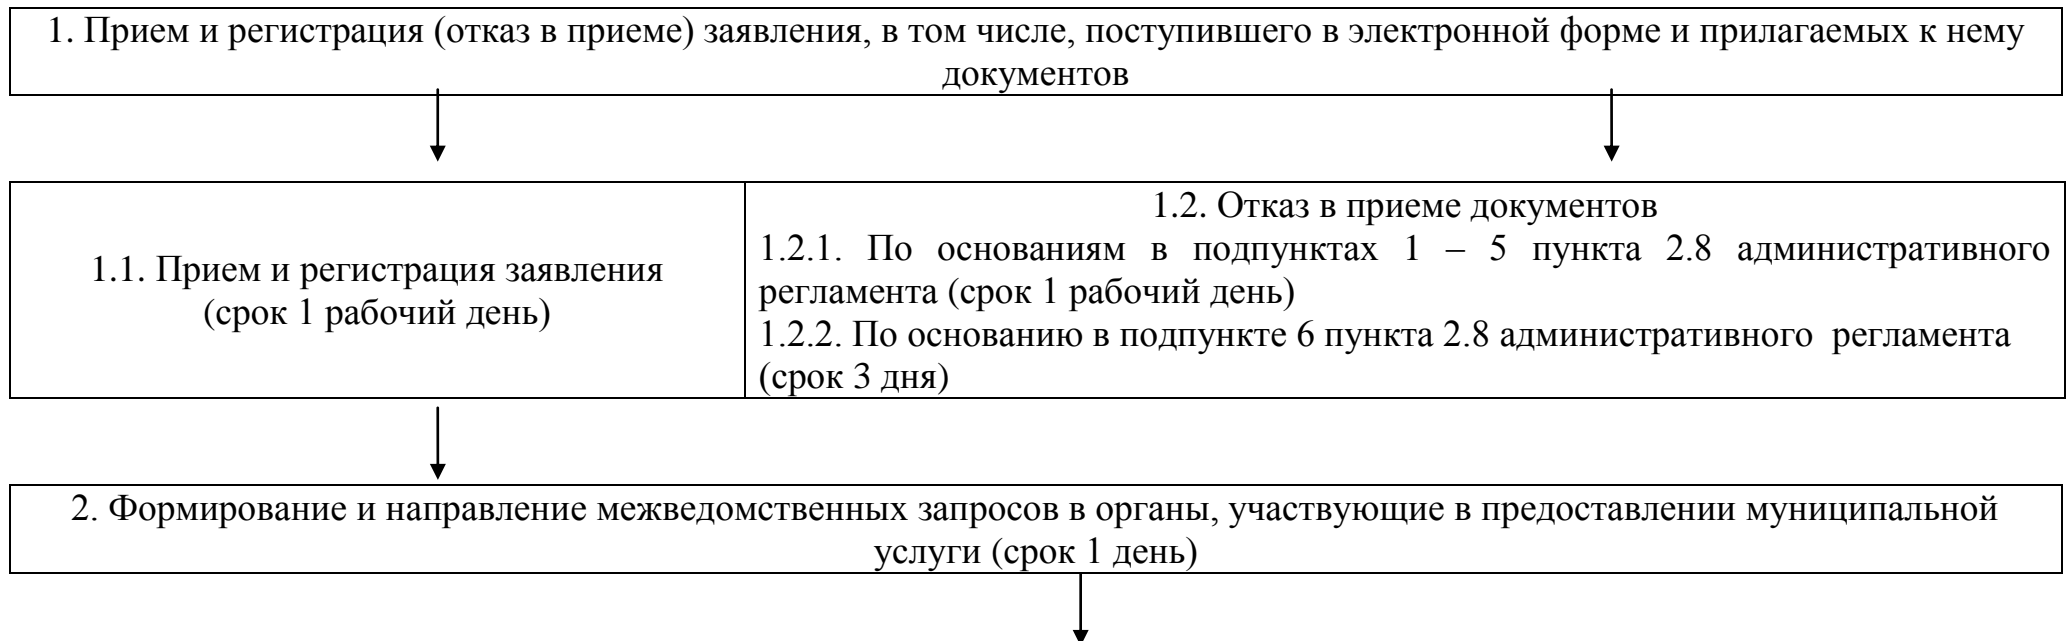 1. Прием и регистрация (отказ в приеме) заявления, в том числе, поступившего в электронной форме и прилагаемых к нему
документов
1.1. Прием и регистрация заявления
(срок 1 рабочий день)
1.2. Отказ в приеме документов
1.2.1. По основаниям в подпунктах 1 – 5 пункта 2.8 административного
регламента (срок 1 рабочий день)
1.2.2. По основанию в подпункте 6 пункта 2.8 административного регламента
(срок 3 дня)
2. Формирование и направление межведомственных запросов в органы, участвующие в предоставлении муниципальной
услуги (срок 1 день)